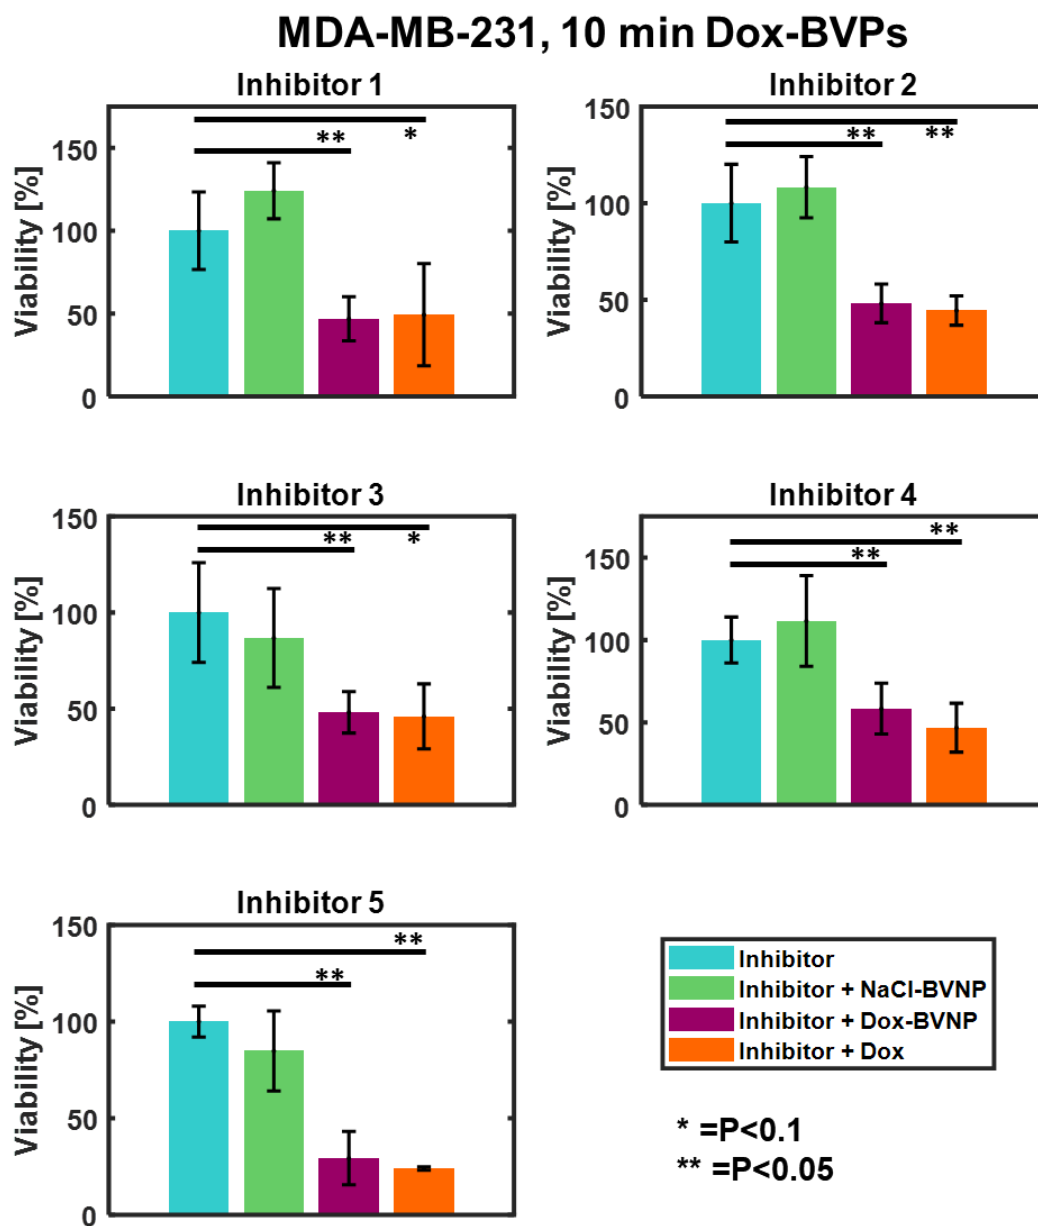 MDA-MB-231, 10 min Dox-BVPs
Inhibitor 1
Viability [%]
150
100
50
0
**
*
Inhibitor 2
Viability [%]
150
100
50
0
**
**
Inhibitor 3
Viability [%]
150
100
50
0
**
*
Inhibitor 4
Viability [%]
150
100
50
0
**
**
Inhibitor 5
Viability [%]
150
100
50
0
**
**
Inhibitor
Inhibitor + NaCl-BVNP
Inhibitor + Dox-BVNP
Inhibitor + Dox
* =P<0.1
** =P<0.05